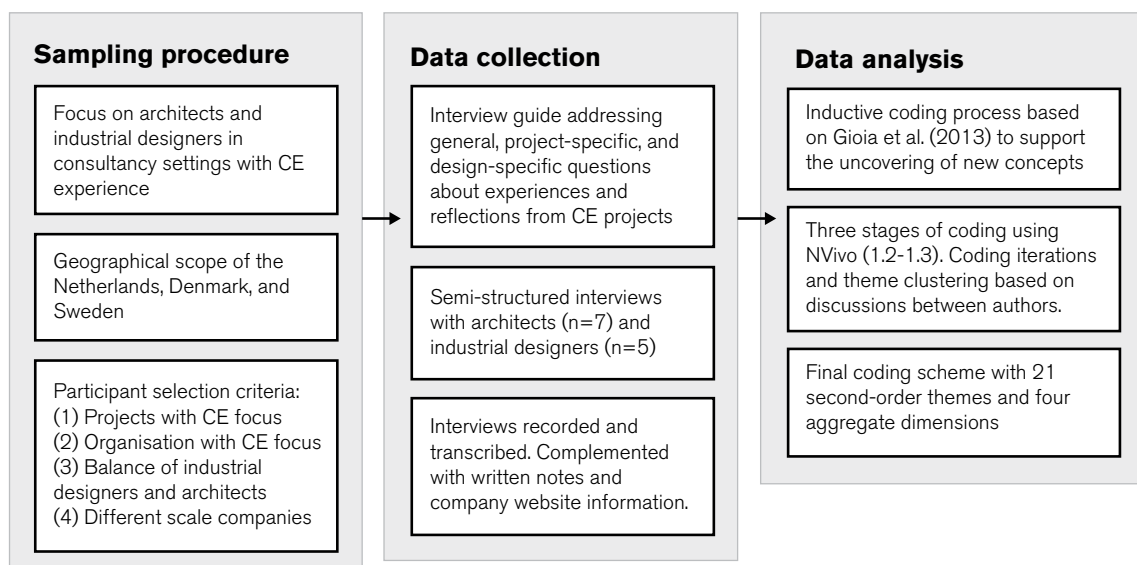 Sampling procedure
Focus on architects and
industrial designers in
consultancy settings with CE
experience
Geographical scope of the
Netherlands, Denmark, and
Sweden
Participant selection criteria:
(1) Projects with CE focus
(2) Organisation with CE focus
(3) Balance of industrial
designers and architects
(4) Different scale companies
Data collection
Interview guide addressing
general, project-specific, and
design-specific questions
about experiences and
reflections from CE projects
Semi-structured interviews
with architects (n=7) and
industrial designers (n=5)
Interviews recorded and
transcribed. Complemented
with written notes and
company website information.
Data analysis
Inductive coding process based
on Gioia et al. (2013) to support
the uncovering of new concepts
Three stages of coding using
NVivo (1.2-1.3). Coding iterations
and theme clustering based on
discussions between authors.
Final coding scheme with 21
second-order themes and four
aggregate dimensions